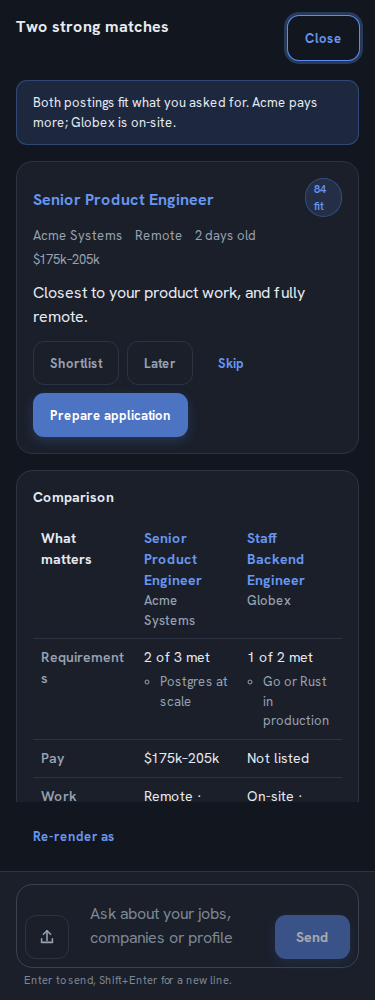 Two strong matches
Close
Both postings fit what you asked for. Acme pays
more; Globex is on-site.
Senior Product Engineer
84
fit
Acme Systems Remote 2 days old
$175k–205k
Closest to your product work, and fully
remote.
Shortlist Later Skip
Prepare application
Comparison
What
matters
Senior
Product
Engineer
Acme
Systems
Staff
Backend
Engineer
Globex
Requirement
s
2 of 3 met
Postgres at
scale
1 of 2 met
Go or Rust
in
production
Pay $175k–205k Not listed
Work Remote · On-site ·
Re-render as
Ask about your jobs,
companies or profile
Send
Enter to send, Shift+Enter for a new line.